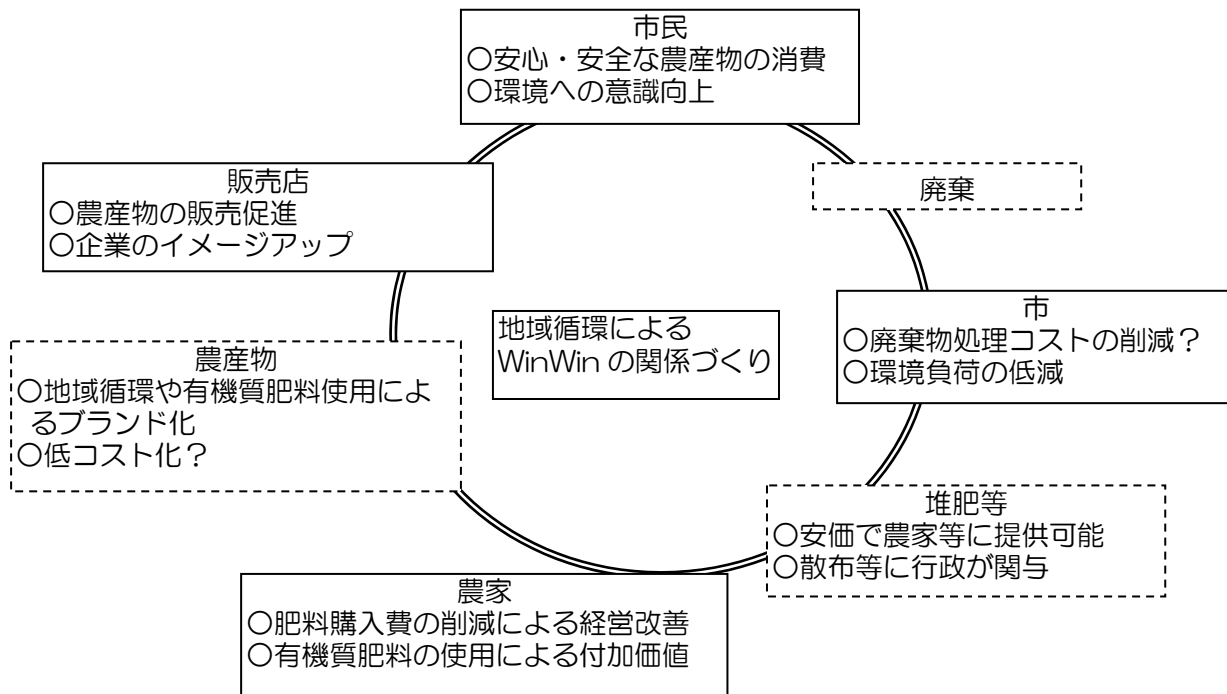 市民
○安心・安全な農産物の消費
○環境への意識向上
販売店
○農産物の販売促進
○企業のイメージアップ
廃棄
地域循環による
WinWin の関係づくり
市
○廃棄物処理コストの削減?
○環境負荷の低減
農産物
○地域循環や有機質肥料使用によ
るブランド化
○低コスト化?
堆肥等
○安価で農家等に提供可能
○散布等に行政が関与
農家
○肥料購入費の削減による経営改善
○有機質肥料の使用による付加価値